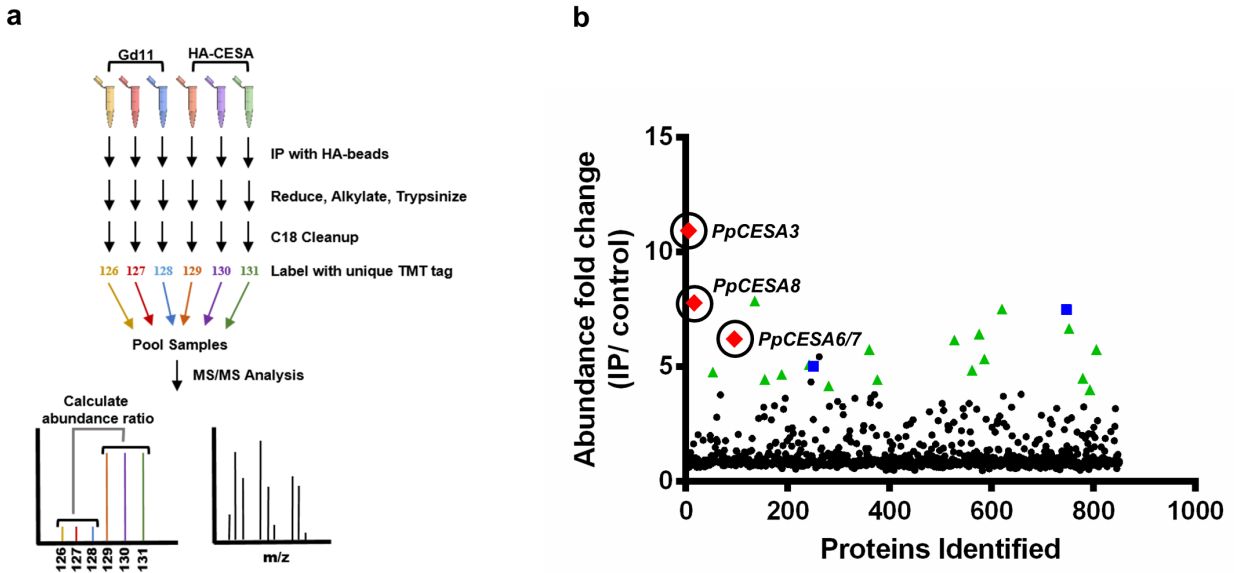 a
Gd11
HA-CESA
IP with HA-beads
Reduce, Alkylate, Trypsinize
C18 Cleanup
126 127 128 129 130 131
Label with unique TMT tag
Pool Samples
MS/MS Analysis
Calculate
abundance ratio
126 127 128 129 130 131
m/z
b
Abundance fold change
(IP/ control)
15
10
5
0
PpCESA3
PpCESA8
PpCESA6/7
0 200 400 600 800 1000
Proteins Identified